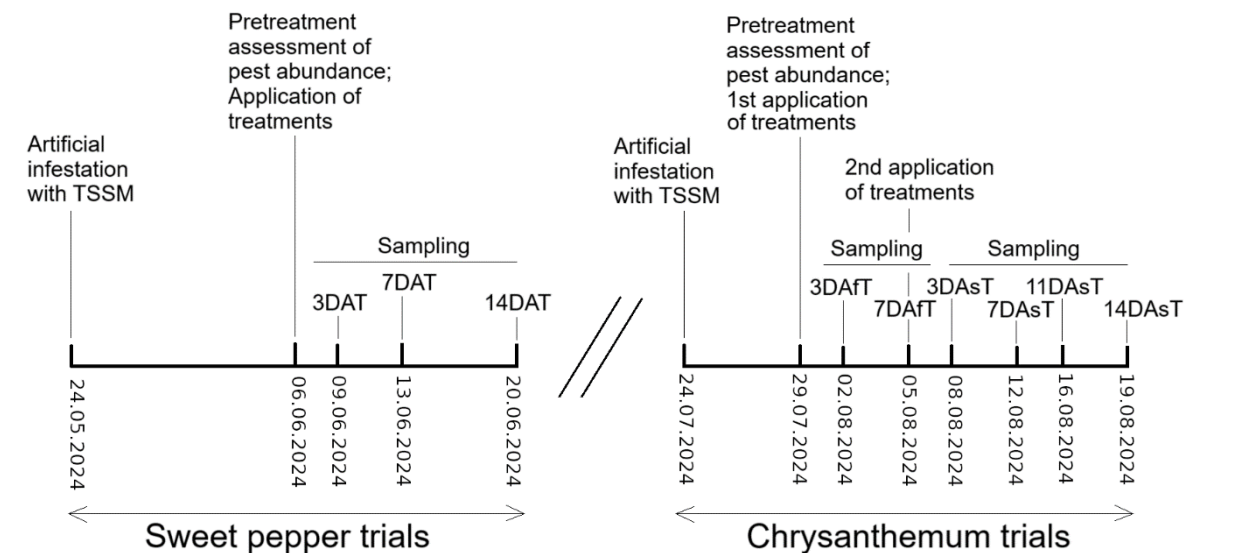 Pretreatment
assessment of
pest abundance;
Application of
treatments
Artificial
infestation
with TSSM
Sampling
3DAT
7DAT
14DAT
24.05.2024
06.06.2024
09.06.2024
13.06.2024
20.06.2024
Sweet pepper trials
Pretreatment
assessment of
pest abundance;
1st application
of treatments
Artificial
infestation
with TSSM
2nd application
of treatments
Sampling
Sampling
3DAfT
7DAfT
3DAsT
7DAsT
11DAsT
14DAsT
24.07.2024
29.07.2024
02.08.2024
05.08.2024
08.08.2024
12.08.2024
16.08.2024
19.08.2024
Chrysanthemum trials